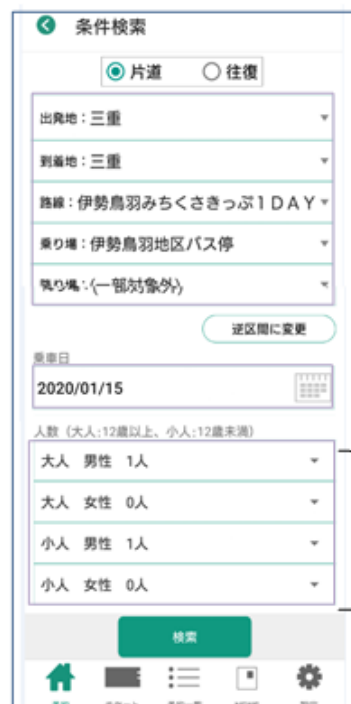 条件検索
片道 往復
出発地:三重
到着地:三重
路線:伊勢鳥羽みちくさきっぷ1DAY
乗り場:伊勢鳥羽地区バス停
(一部対象外)
逆区間に変更
乗車日
2020/01/15
人数(大人:12歳以上、小人:12歳未満)
大人 男性 1人
大人 女性 0人
小人 男性 1人
小人 女性 0人
検索